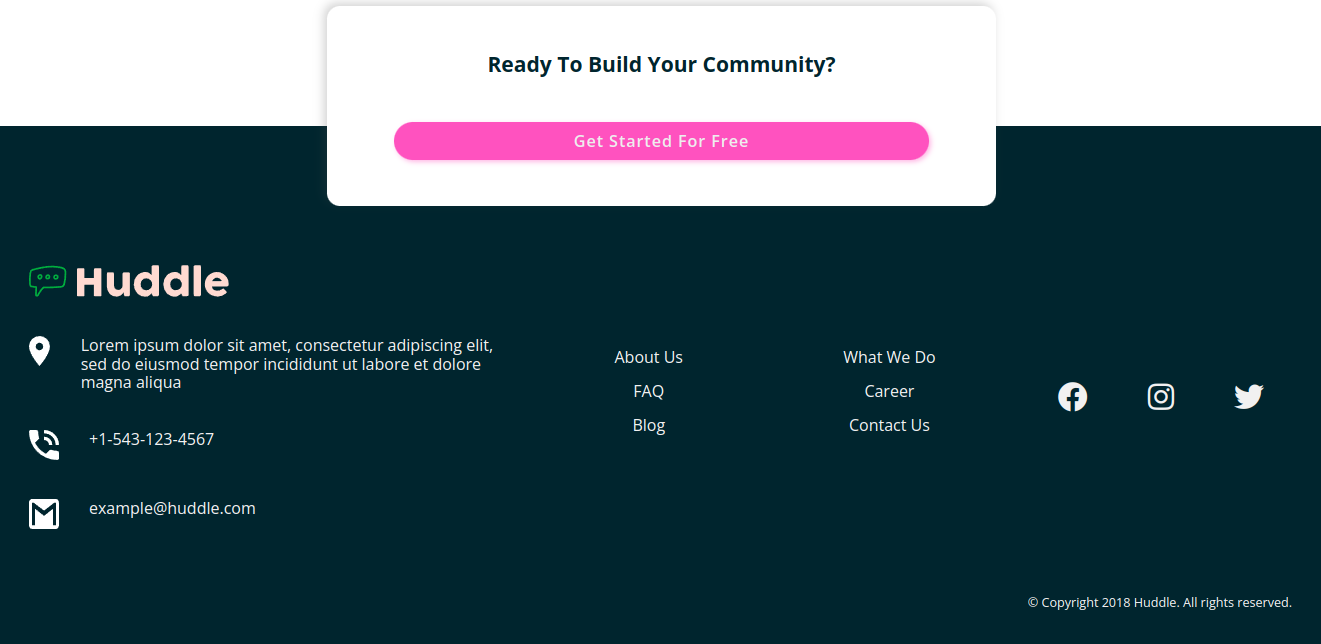 Ready To Build Your Community?
Get Started For Free
Huddle
Lorem ipsum dolor sit amet, consectetur adipiscing elit,
sed do eiusmod tempor incididunt ut labore et dolore
magna aliqua
+1-543-123-4567
example@huddle.com
About Us
FAQ
Blog
What We Do
Career
Contact Us
© Copyright 2018 Huddle. All rights reserved.